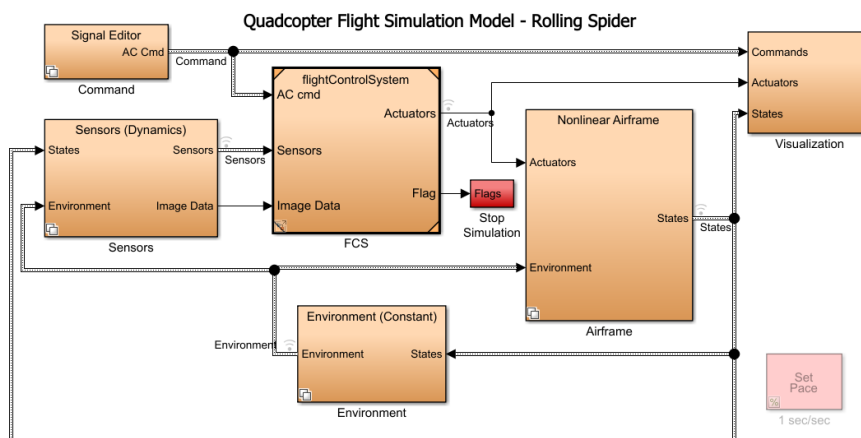 Quadcopter Flight Simulation Model - Rolling Spider
Signal Editor
AC Cmd
Command
Command
flightControlSystem
AC cmd
Actuators
Actuators
Sensors
Image Data
Flag
FCS
Flags
Stop
Simulation
Sensors (Dynamics)
States
Sensors
Sensors
Environment
Image Data
Sensors
Nonlinear Airframe
Actuators
States
States
Environment
Airframe
Commands
Actuators
States
Visualization
Environment (Constant)
Environment
Environment
States
Environment
Set
Pace
1 sec/sec